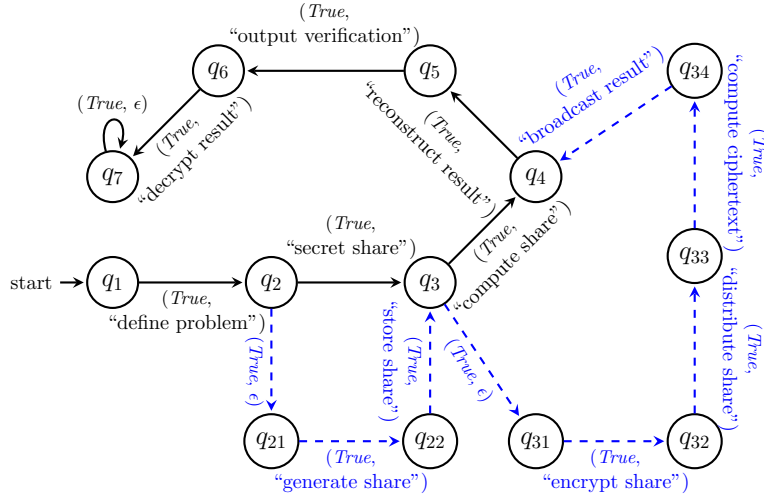 (True,
“output verification”)
q6
q5
q34
(True, ϵ)
q7
(True,
“decrypt result”)
(True,
“reconstruct result”)
(True,
“broadcast result”)
q4
(True,
“compute ciphertext”)
(True,
“secret share”)
(True,
“compute share”)
q33
start
q1
q2
q3
(True,
“define problem”)
(True, ϵ)
(True,
“store share”)
(True, ϵ)
(True,
“distribute share”)
q21
q22
q31
q32
(True,
“generate share”)
(True,
“encrypt share”)